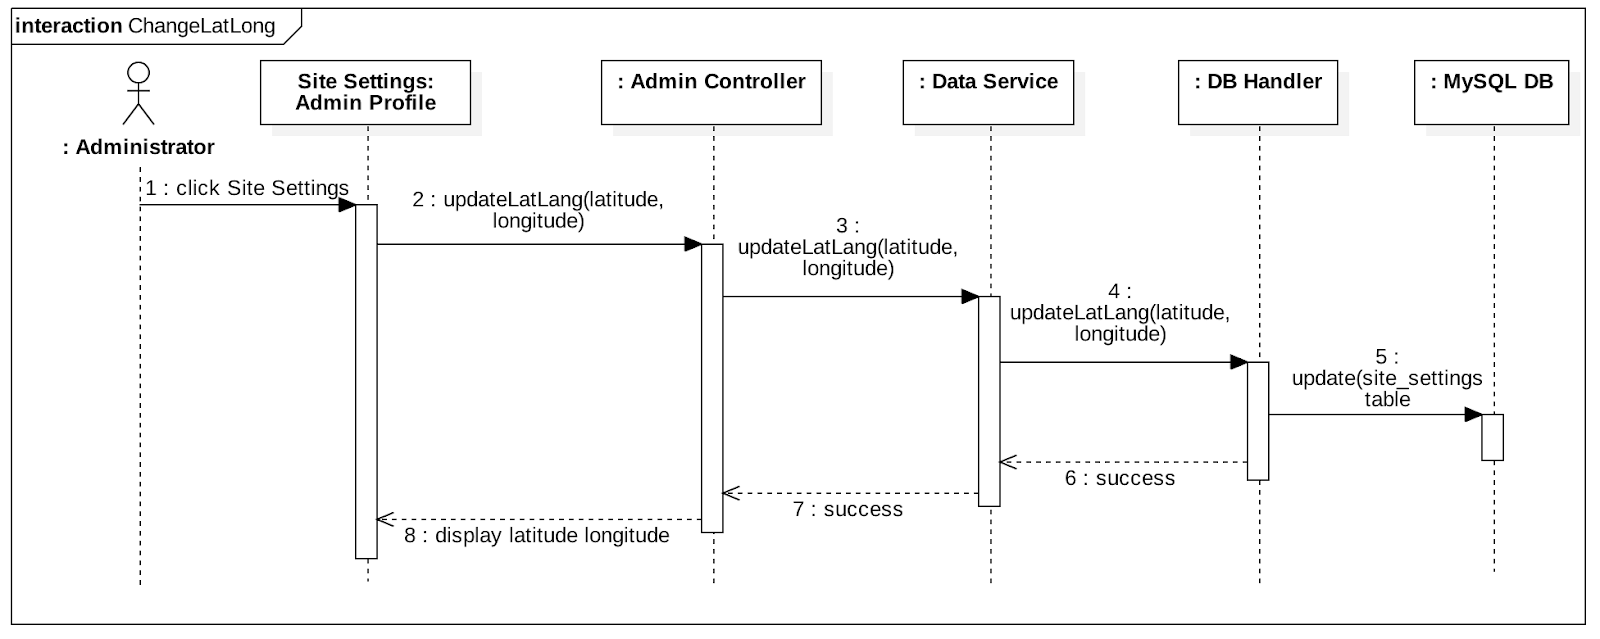 interaction ChangeLatLong
Site Settings:
Admin Profile
: Admin Controller
: Data Service
: DB Handler
: MySQL DB
: Administrator
1 : click Site Settings
2 : updateLatLang(latitude,
longitude)
3 :
updateLatLang(latitude,
longitude)
4 :
updateLatLang(latitude,
longitude)
5 :
update(site_settings
table
6 : success
7 : success
8 : display latitude longitude